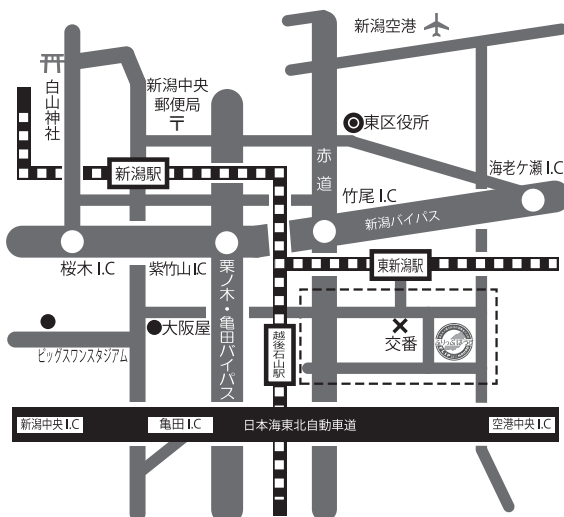 新潟空港
白山神社
新潟中央
郵便局
〒
東区役所
赤道
海老ケ瀬 I.C
新潟駅
竹尾 I.C
新潟バイパス
桜木 I.C
紫竹山 I.C
栗ノ木・亀田バイパス
東新潟駅
大阪屋
越後石山駅
交番
ビッグスワンスタジアム
新潟中央 I.C
亀田 I.C
日本海東北自動車道
空港中央 I.C